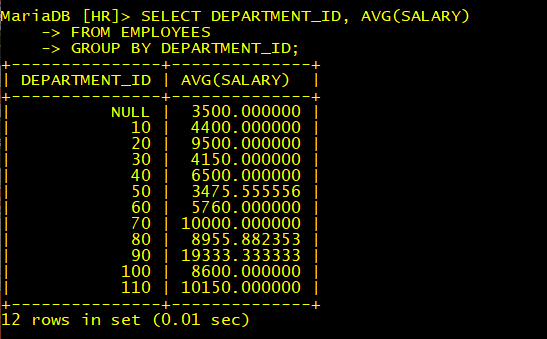 MariaDB [HR]> SELECT DEPARTMENT_ID, AVG(SALARY)
    -> FROM EMPLOYEES
    -> GROUP BY DEPARTMENT_ID;
+---------------+--------------+
| DEPARTMENT_ID | AVG(SALARY)  |
+---------------+--------------+
|          NULL |  3500.000000 |
|            10 |  4400.000000 |
|            20 |  9500.000000 |
|            30 |  4150.000000 |
|            40 |  6500.000000 |
|            50 |  3475.555556 |
|            60 |  5760.000000 |
|            70 | 10000.000000 |
|            80 |  8955.882353 |
|            90 | 19333.333333 |
|           100 |  8600.000000 |
|           110 | 10150.000000 |
+---------------+--------------+
12 rows in set (0.01 sec)